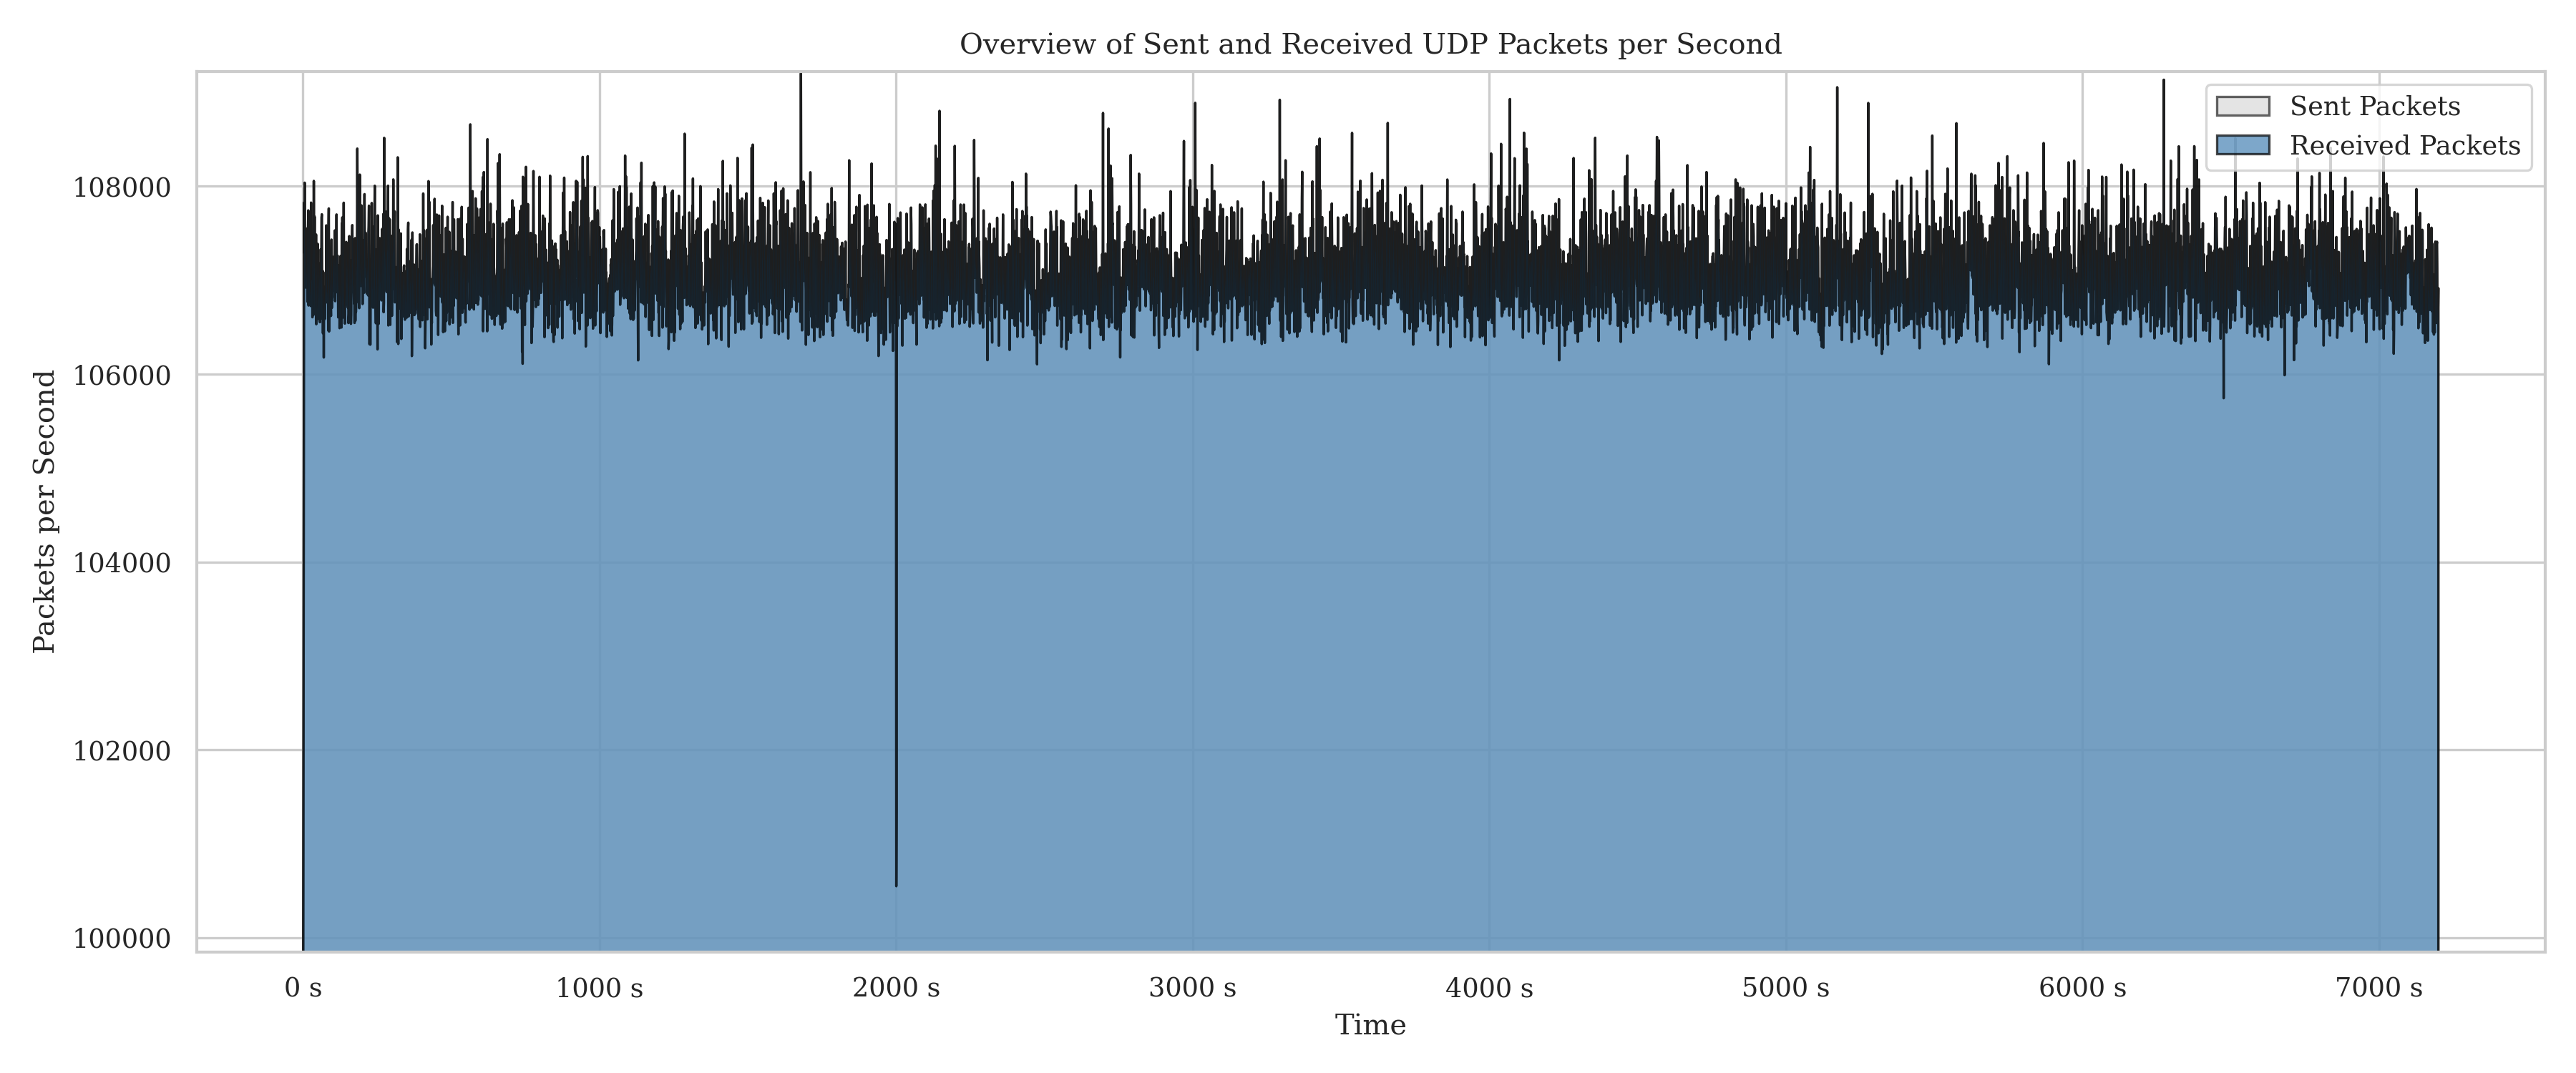 Overview of Sent and Received UDP Packets per Second
Sent Packets
Received Packets
108000
106000
104000
102000
100000
Packets per Second
0 s
1000 s
2000 s
3000 s
4000 s
5000 s
6000 s
7000 s
Time